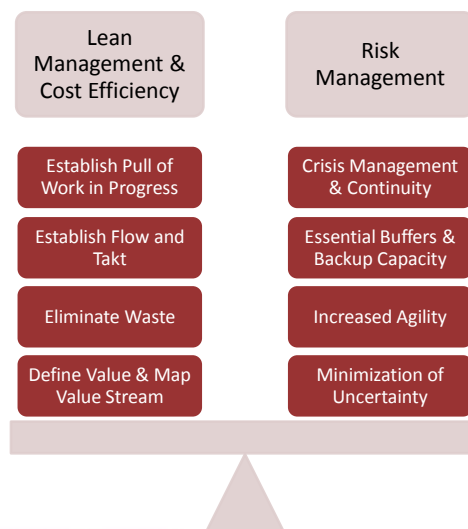 Lean
Management &
Cost Efficiency
Risk
Management
Establish Pull of
Work in Progress
Crisis Management
& Continuity
Establish Flow and
Takt
Essential Buffers &
Backup Capacity
Eliminate Waste
Increased Agility
Define Value & Map
Value Stream
Minimization of
Uncertainty